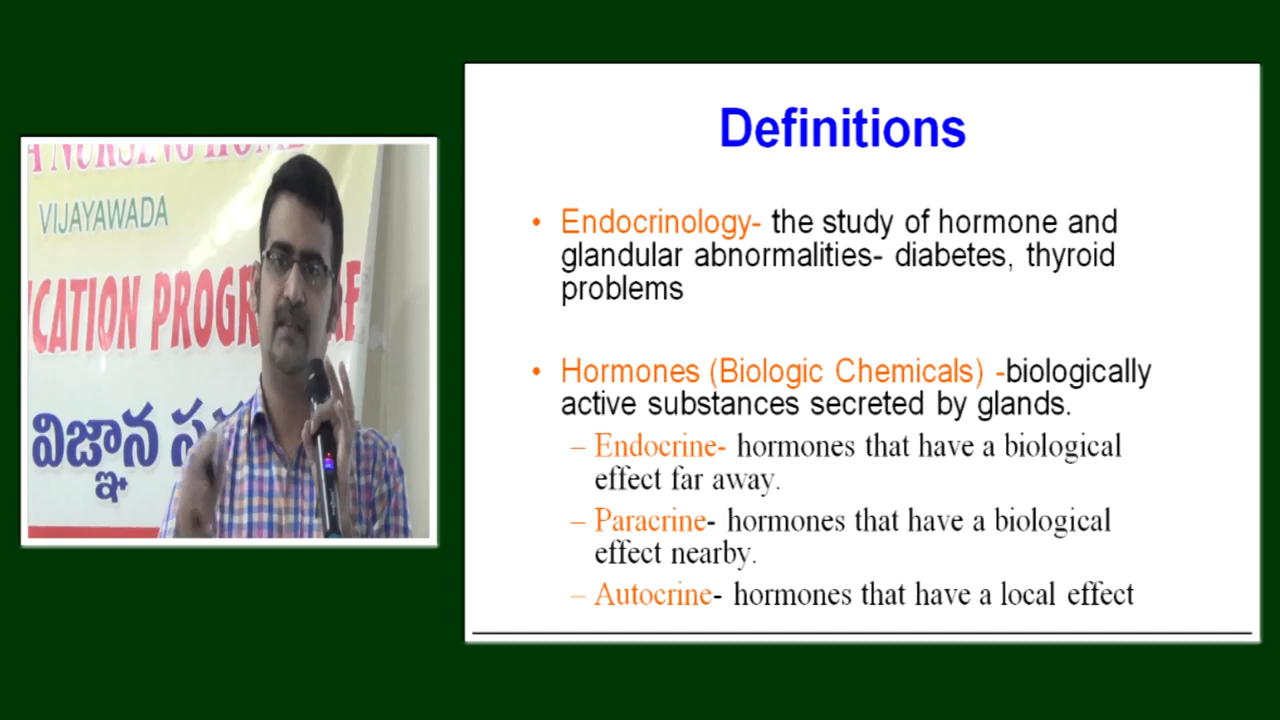 NURSING HOME
VIJAYAWADA
విజ్ఞాన
Definitions
• Endocrinology- the study of hormone and
glandular abnormalities- diabetes, thyroid
problems
• Hormones (Biologic Chemicals) -biologically
active substances secreted by glands.
– Endocrine- hormones that have a biological
effect far away.
– Paracrine- hormones that have a biological
effect nearby.
– Autocrine- hormones that have a local effect